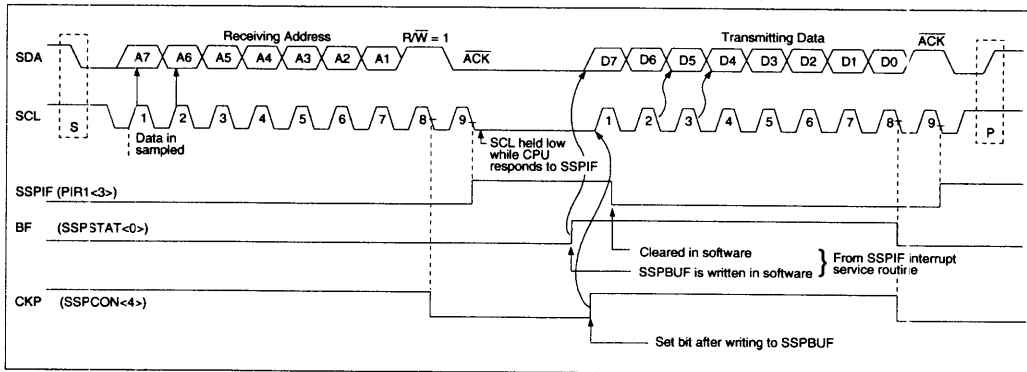 Receiving Address R/W̅ = 1 Transmitting Data A̅C̅K̅
SDA A7 A6 A5 A4 A3 A2 A1 A̅C̅K̅ D7 D6 D5 D4 D3 D2 D1 D0
SCL S 1 2 3 4 5 6 7 8 9 1 2 3 4 5 6 7 8 9 P
Data in
sampled
SCL held low
while CPU
responds to SSPIF
SSPIF (PIR1<3>)
BF (SSPSTAT<0>)
Cleared in software
SSPBUF is written in software
From SSPIF interrupt
service routine
CKP (SSPCON<4>)
Set bit after writing to SSPBUF